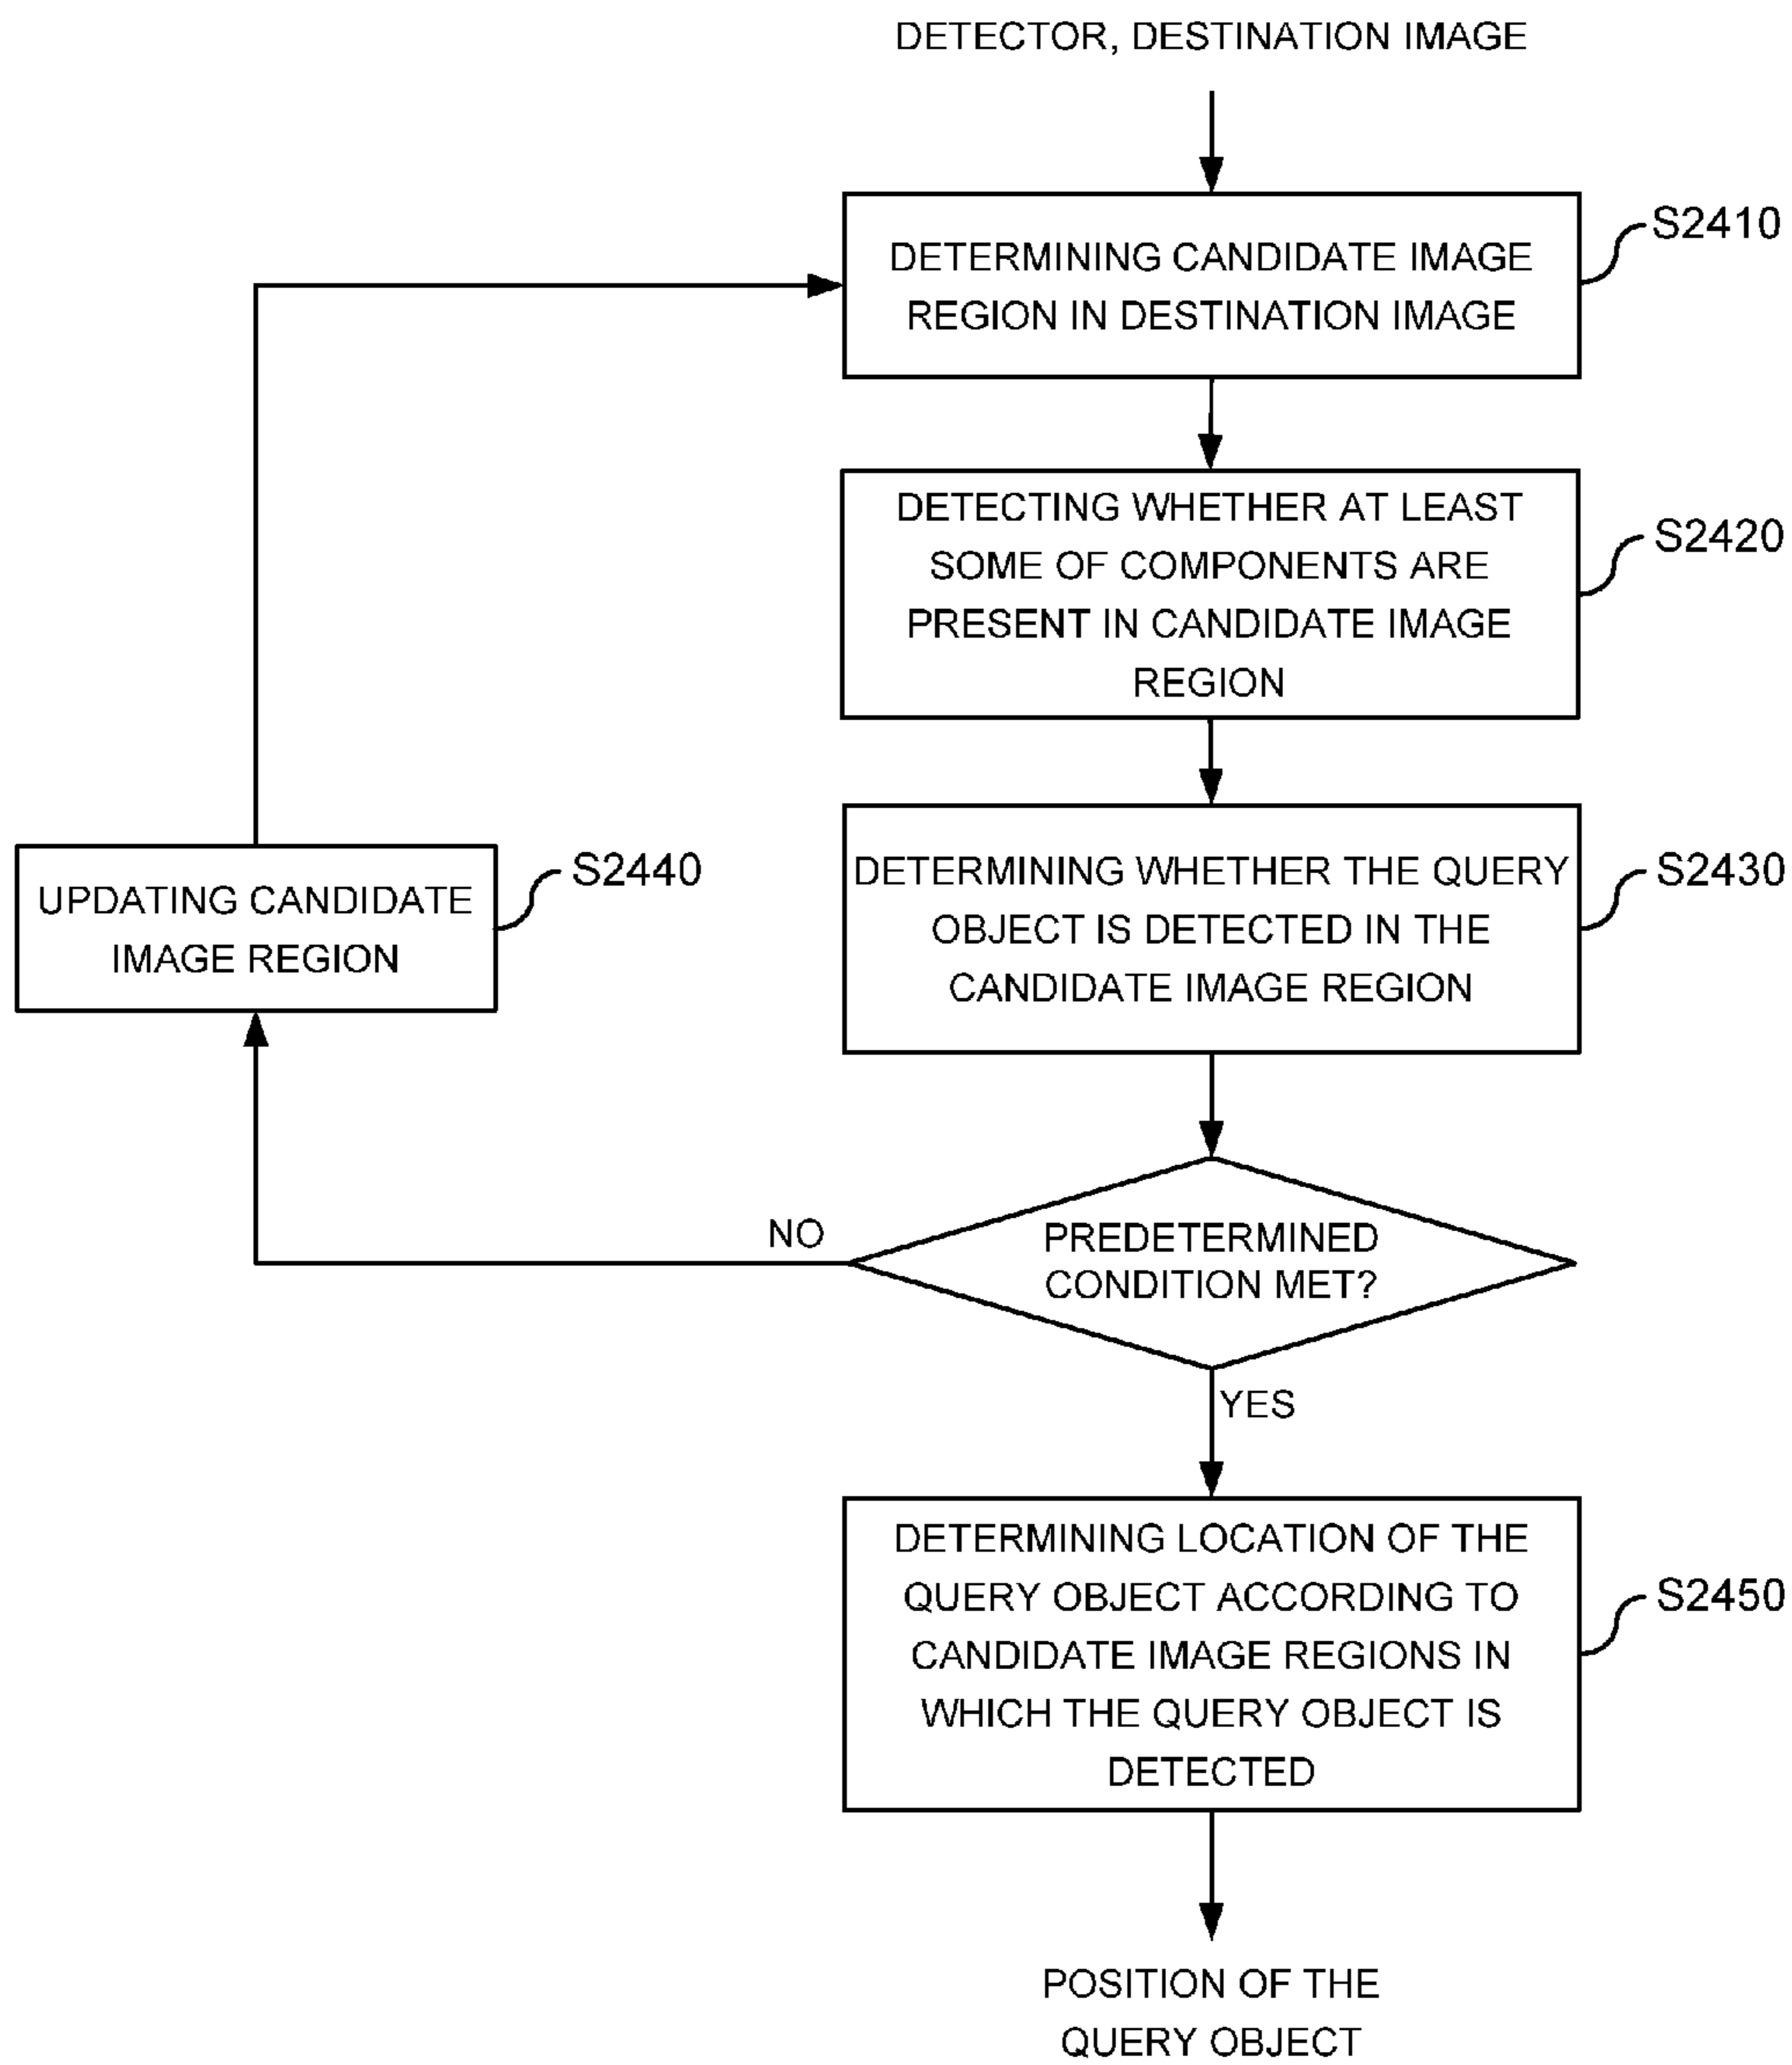 DETECTOR, DESTINATION IMAGE
DETERMINING CANDIDATE IMAGE
REGION IN DESTINATION IMAGE
S2410
DETECTING WHETHER AT LEAST
SOME OF COMPONENTS ARE
PRESENT IN CANDIDATE IMAGE
REGION
S2420
DETERMINING WHETHER THE QUERY
OBJECT IS DETECTED IN THE
CANDIDATE IMAGE REGION
S2430
UPDATING CANDIDATE
IMAGE REGION
S2440
PREDETERMINED
CONDITION MET?
NO
YES
DETERMINING LOCATION OF THE
QUERY OBJECT ACCORDING TO
CANDIDATE IMAGE REGIONS IN
WHICH THE QUERY OBJECT IS
DETECTED
S2450
POSITION OF THE
QUERY OBJECT